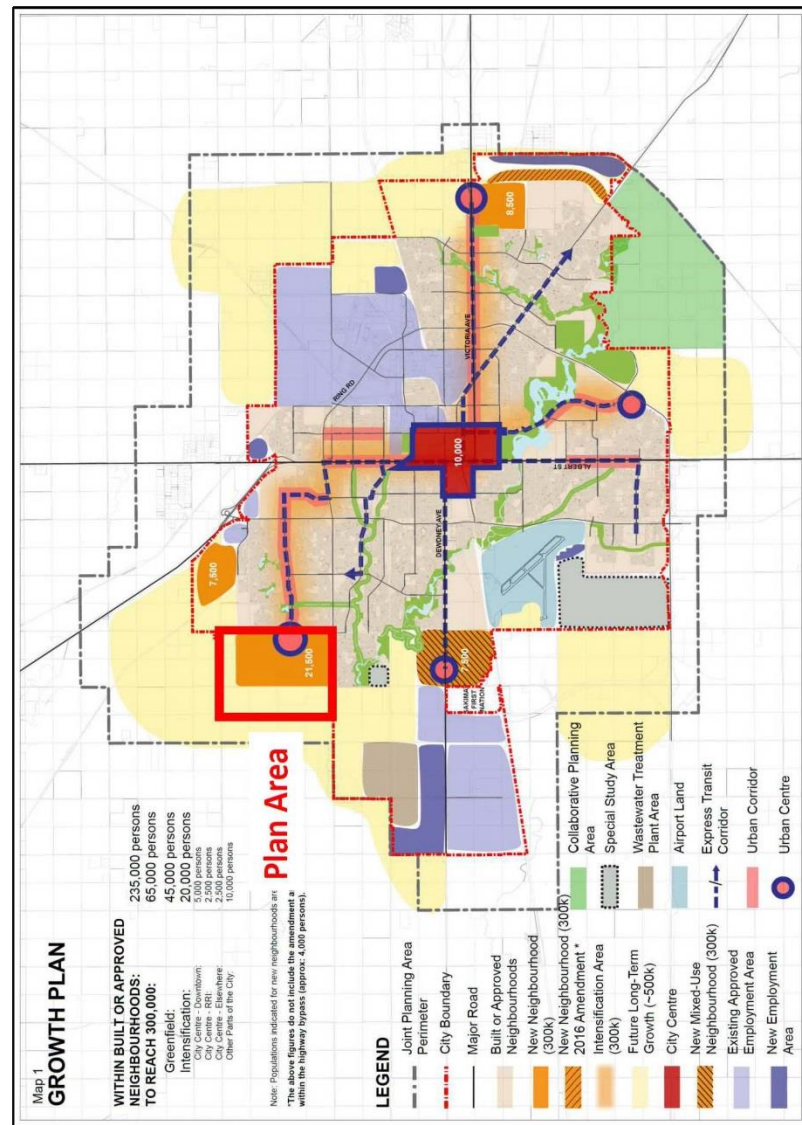 Map 1
GROWTH PLAN
WITHIN BUILT OR APPROVED
NEIGHBOURHOODS:
235,000 persons
TO REACH 300,000:
65,000 persons
Greenfield:
45,000 persons
Intensification:
20,000 persons
City Centre - Downtown:
5,000 persons
City Centre - RRI:
2,500 persons
City Centre - Elsewhere:
2,500 persons
Other Parts of the City:
10,000 persons
Note: Populations indicated for new neighbourhoods are
*The above figures do not include the amendment a
within the highway bypass (approx: 4,000 persons).
Plan Area
21,500
7,500
10,000
8,500
7,500
RING RD
VICTORIA AVE
DEWDNEY AVE
ALBERT ST
FIRST
LEGEND
Joint Planning Area
Perimeter
City Boundary
Major Road
Built or Approved
Neighbourhoods
New Neighbourhood
(300k)
New Neighbourhood (300k)
2016 Amendment *
Intensification Area
(300k)
Future Long-Term
Growth (~500k)
City Centre
New Mixed-Use
Neighbourhood (300k)
Existing Approved
Employment Area
New Employment
Area
Collaborative Planning
Area
Special Study Area
Wastewater Treatment
Plant Area
Airport Land
Express Transit
Corridor
Urban Corridor
Urban Centre